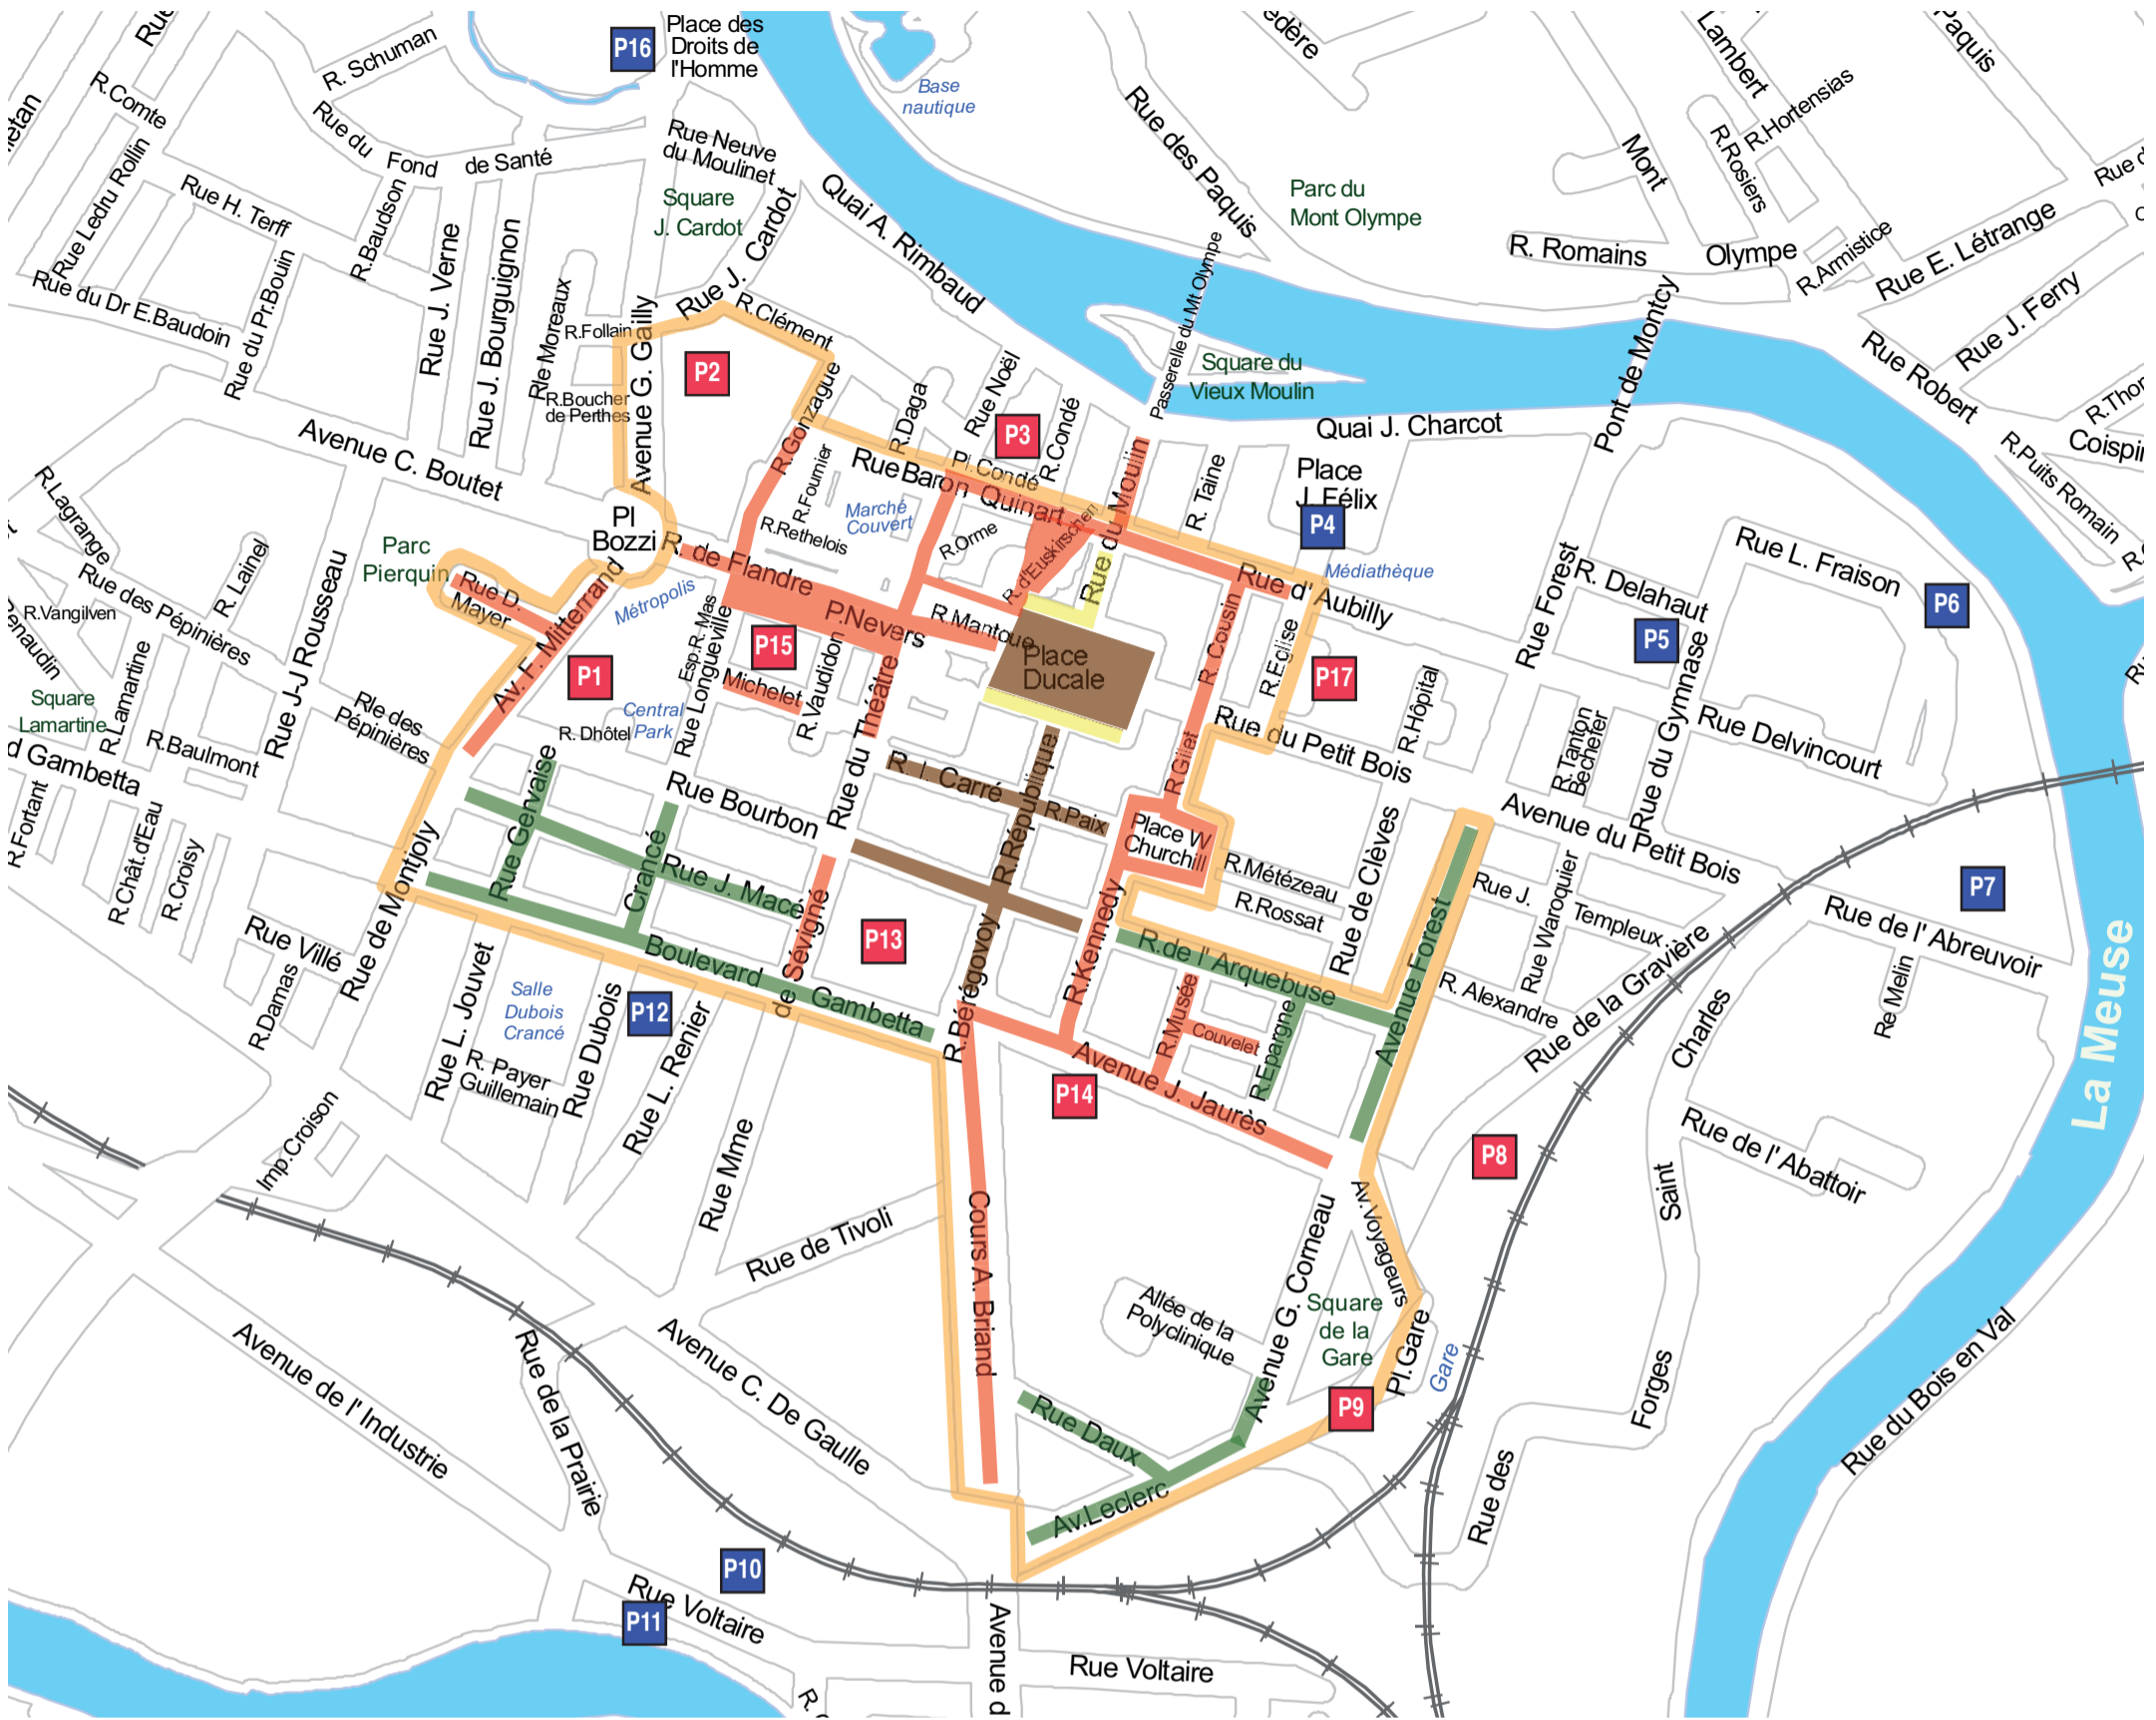 Place des
Droits de
l'Homme
P16
Rue
R. Schuman
R.Comte
Rue du
Fond
de Santé
Rue Neuve
du Moulinet
Square
J. Cardot
Rue J. Cardot
Base
nautique
Quai A. Rimbaud
Rue des Paquis
Parc du
Mont Olympe
edère
Lambert
Paquis
R.Hortensias
R.Rosiers
Mont
Olympe
R. Romains
R.Armistice
Rue E. Létrange
Rue J. Ferry
Rue Robert
R.Thor
Coispin
R.Puits Romain
Rue Ledru Rollin
Rue H. Terff
R.Baudson
Rue J. Verne
Rue J. Bourguignon
Rue du Dr E.Baudoin
Rue du Pr.Bouin
Rle Moreaux
R.Follain
R.Boucher
de Perthes
Avenue G. Gailly
P2
R.Clément
R.Gonzague
R.Fournier
R.Daga
Rue Noël
P3
R.Condé
Pl.Condé
Passerelle du Mt Olympe
Square du
Vieux Moulin
Quai J. Charcot
Pont de Montcy
Avenue C. Boutet
R.Lagrange
R. Lainel
Rue des Pépinières
R.Vangilven
enaudin
Parc
Pierquin
Pl
Bozzi
R. de Flandre
Rue Baron Quinart
Marché
Couvert
R.Rethelois
R.Orme
R. d'Euskirschen
Rue du Moulin
R. Taine
Place
J. Félix
P4
Médiathèque
Rue d'Aubilly
Rue Forest
R. Delahaut
Rue L. Fraison
P5
P6
Rue D.
Mayer
Av. F. Mitterrand
Métropolis
P1
Esp.R. Mas
Rue Longueville
P15
P.Nevers
R.Mantoue
Michelet
R.Vaudidon
Rue du Théâtre
Place
Ducale
R. Cousin
R.Eglise
P17
R.Hôpital
Rue du Petit Bois
R.Gillet
Rue du Gymnase
R.Tanton
Bechefer
Rue Delvincourt
Avenue du Petit Bois
Square
Lamartine
R.Lamartine
R.Baulmont
Rue J-J Rousseau
Rle des
Pépinières
d Gambetta
R.Fortant
R.Chât.d'Eau
R.Croisy
R. Dhôtel
Central
Park
Rue Gervaise
Crancé
Rue Bourbon
Rue J. Macé
R. I. Carré
R.Paix
R.République
Place W
Churchill
R.Métézeau
R.Rossat
Rue de Clèves
Avenue Forest
Rue J.
Templeux
Rue Waroquier
R. Alexandre
Rue de la Gravière
Rue de l' Abreuvoir
P7
Re Melin
Rue de Montjoly
Rue Villé
R.Damas
Boulevard Gambetta
de Sévigné
P13
R.Bérégovoy
R.Kennedy
R.de l' Arquebuse
R.Musée
Couvelet
R.Epargne
Avenue J. Jaurès
P14
Rue L. Jouvet
Salle
Dubois
Crancé
P12
R. Payer
Guillemain
Rue Dubois
Rue L. Renier
Rue Mme
Imp.Croison
Rue de Tivoli
Cours A. Briand
Av.Voyageurs
P8
Charles
Saint
Forges
Rue des
Rue de l' Abattoir
La Meuse
Rue du Bois en Val
Allée de la
Polyclinique
Avenue G. Corneau
Square
de la
Gare
Pl.Gare
Gare
P9
Rue Daux
Av.Leclerc
Avenue C. De Gaulle
Avenue de l' Industrie
Rue de la Prairie
P10
P11
Rue Voltaire
Avenue d
Rue Voltaire